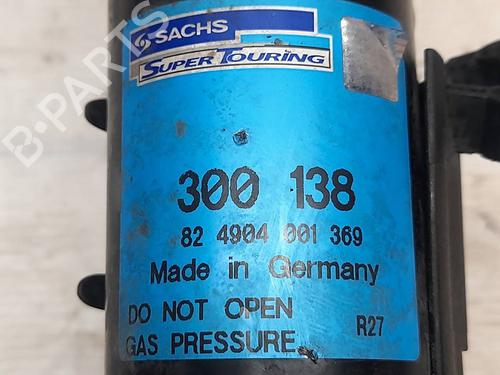 SACHS
SUPER TOURING
B-PARTS
300 138
82 4904 001 369
Made in Germany
DO NOT OPEN
GAS PRESSURE
R27